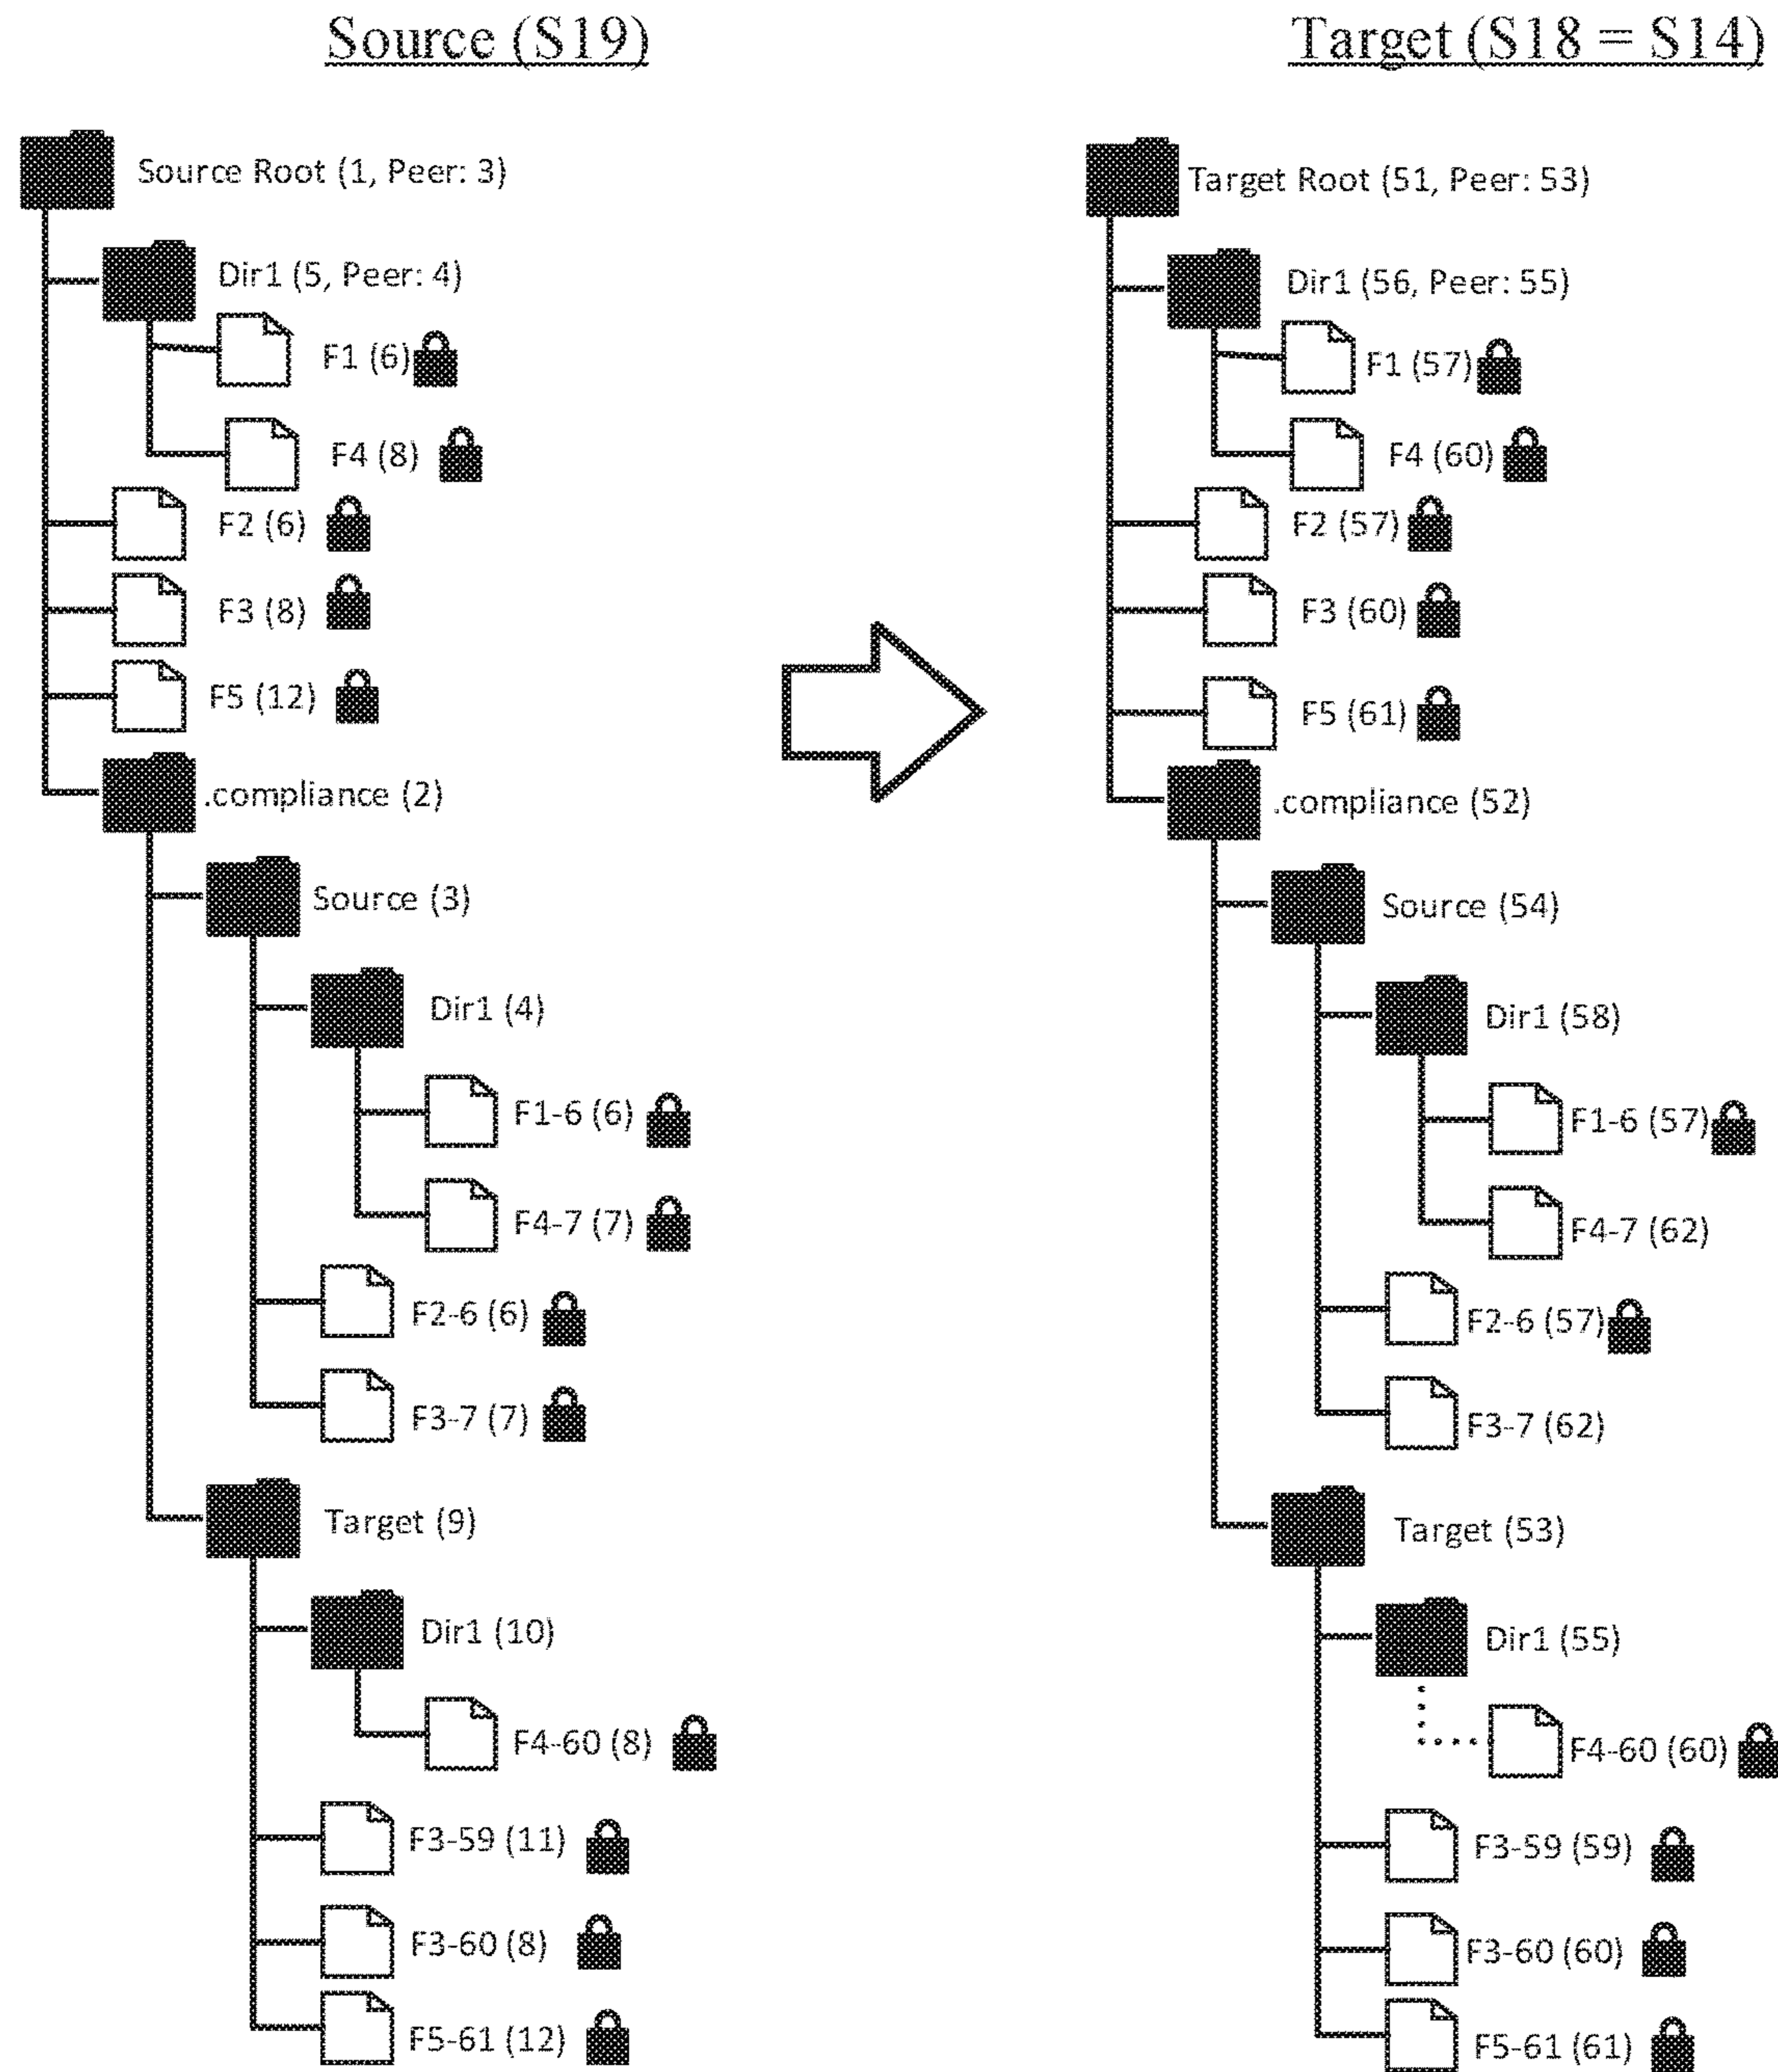 Source (S19)
Source Root (1, Peer: 3)
Dir1 (5, Peer: 4)
F1 (6)
F4 (8)
F2 (6)
F3 (8)
F5 (12)
.compliance (2)
Source (3)
Dir1 (4)
F1-6 (6)
F4-7 (7)
F2-6 (6)
F3-7 (7)
Target (9)
Dir1 (10)
F4-60 (8)
F3-59 (11)
F3-60 (8)
F5-61 (12)
Target (S18 = S14)
Target Root (51, Peer: 53)
Dir1 (56, Peer: 55)
F1 (57)
F4 (60)
F2 (57)
F3 (60)
F5 (61)
.compliance (52)
Source (54)
Dir1 (58)
F1-6 (57)
F4-7 (62)
F2-6 (57)
F3-7 (62)
Target (53)
Dir1 (55)
F4-60 (60)
F3-59 (59)
F3-60 (60)
F5-61 (61)